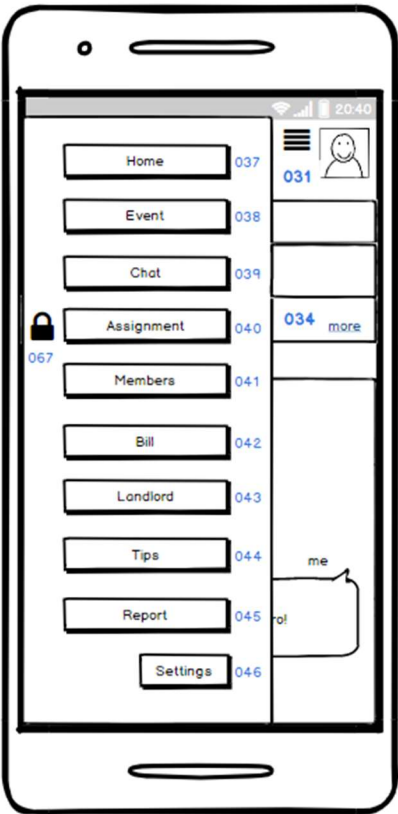 20:40
Home 037
031
Event 038
Chat 039
Assignment 040
034 more
067
Members 041
Bill 042
Landlord 043
Tips 044
me
Report 045
ro!
Settings 046